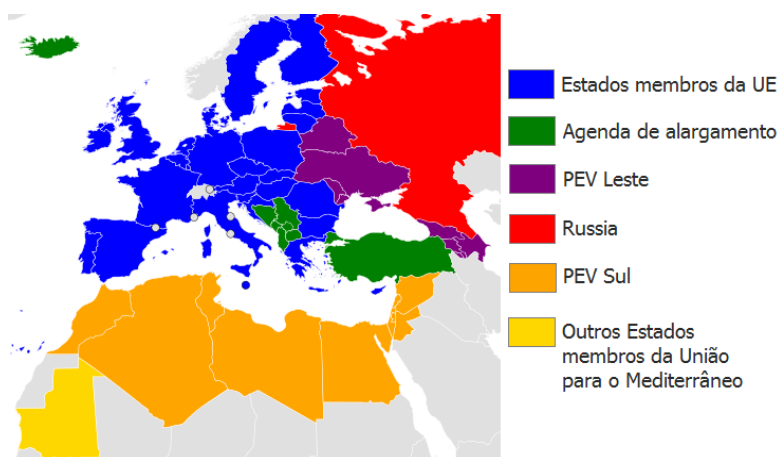 Estados membros da UE
Agenda de alargamento
PEV Leste
Russia
PEV Sul
Outros Estados
membros da União
para o Mediterrâneo